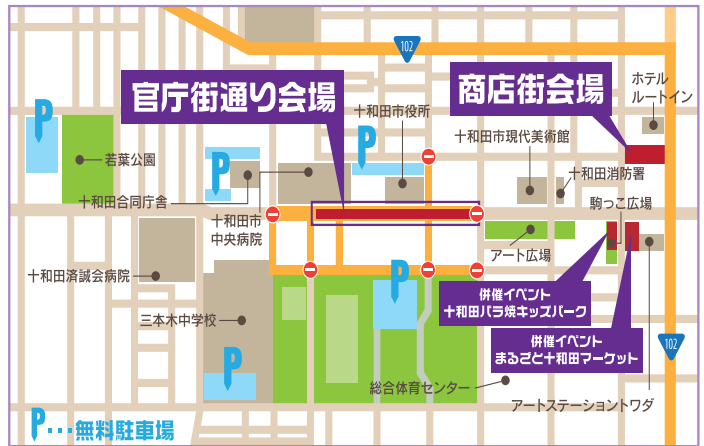 102
官庁街通り会場
商店街会場
ホテル
ルートイン
P
十和田市役所
P
P
十和田市現代美術館
若葉公園
十和田消防署
十和田合同庁舎
駒っこ広場
十和田市
中央病院
アート広場
十和田済誠会病院
P
併催イベント
十和田バラ焼キッズパーク
三本木中学校
併催イベント
まるごと十和田マーケット
102
P
総合体育センター
アートステーショントワダ
P・・・無料駐車場